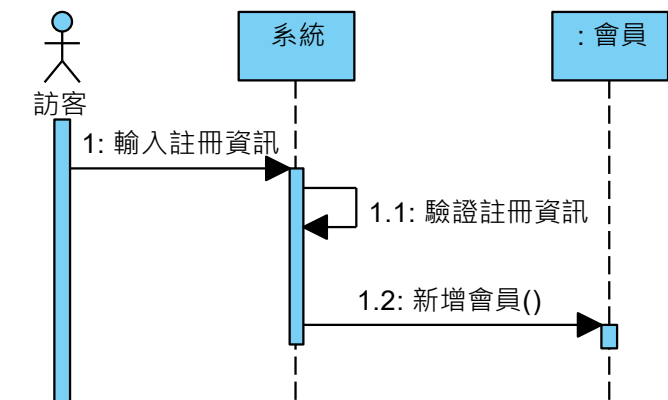 系統
: 會員
訪客
1: 輸入註冊資訊
1.1: 驗證註冊資訊
1.2: 新增會員()